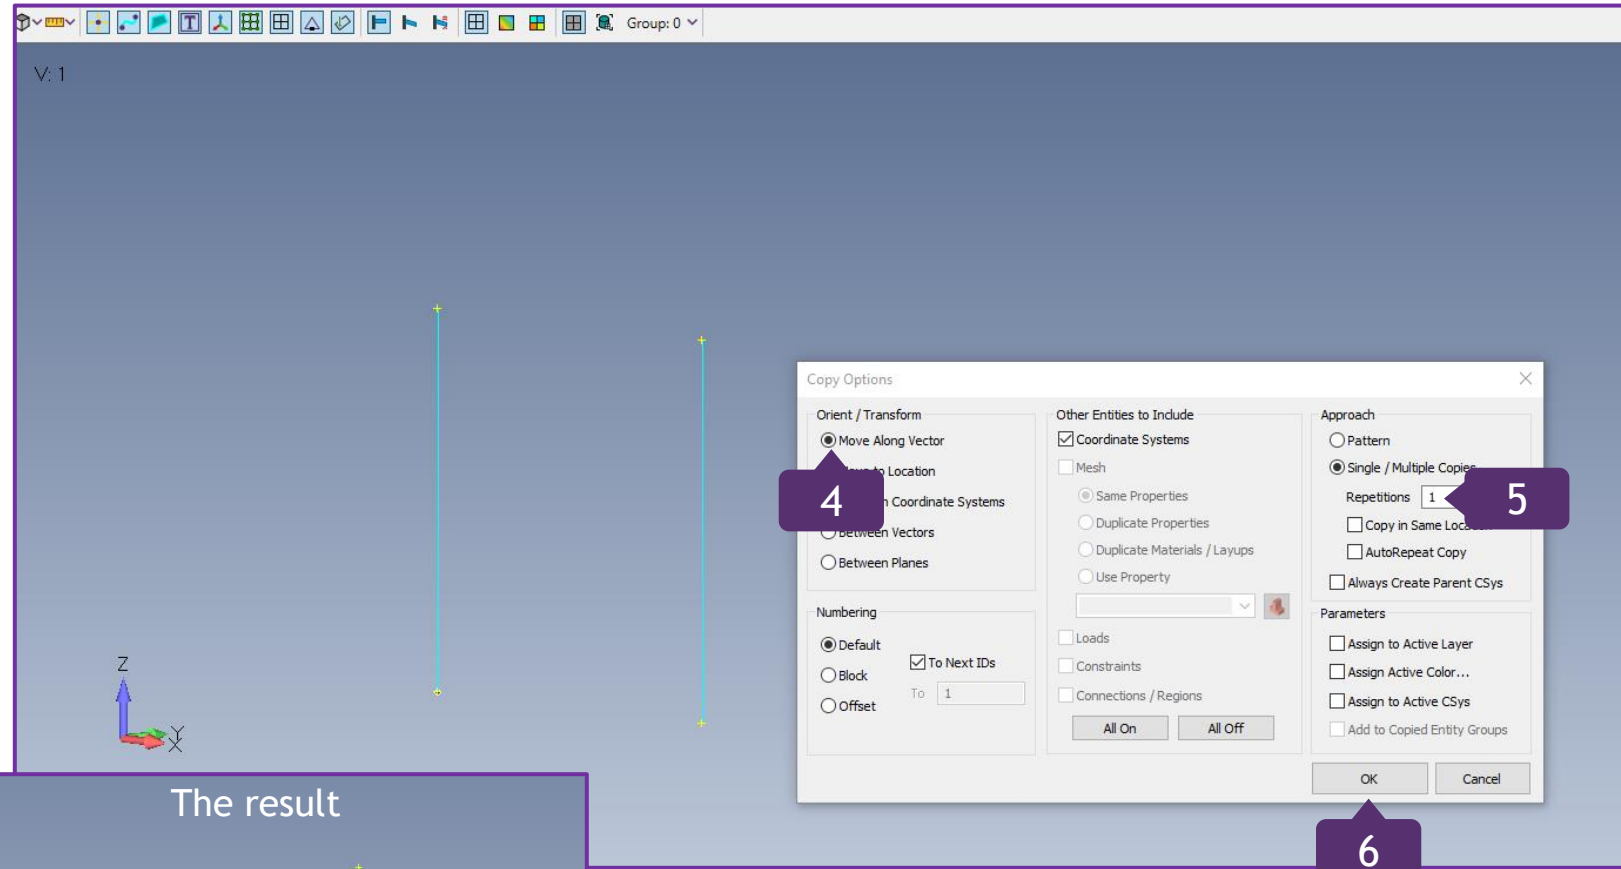 Group: 0
V: 1
Copy Options
Orient / Transform
Move Along Vector
to Location
Coordinate Systems
Between Vectors
Between Planes
Numbering
Default
Block
Offset
To Next IDs
To 1
Other Entities to Include
Coordinate Systems
Mesh
Same Properties
Duplicate Properties
Duplicate Materials / Layups
Use Property
Loads
Constraints
Connections / Regions
All On
All Off
Approach
Pattern
Single / Multiple Copies
Repetitions 1
Copy in Same Location
AutoRepeat Copy
Always Create Parent CSys
Parameters
Assign to Active Layer
Assign Active Color...
Assign to Active CSys
Add to Copied Entity Groups
OK
Cancel
4
5
6
Z
Y
X
The result